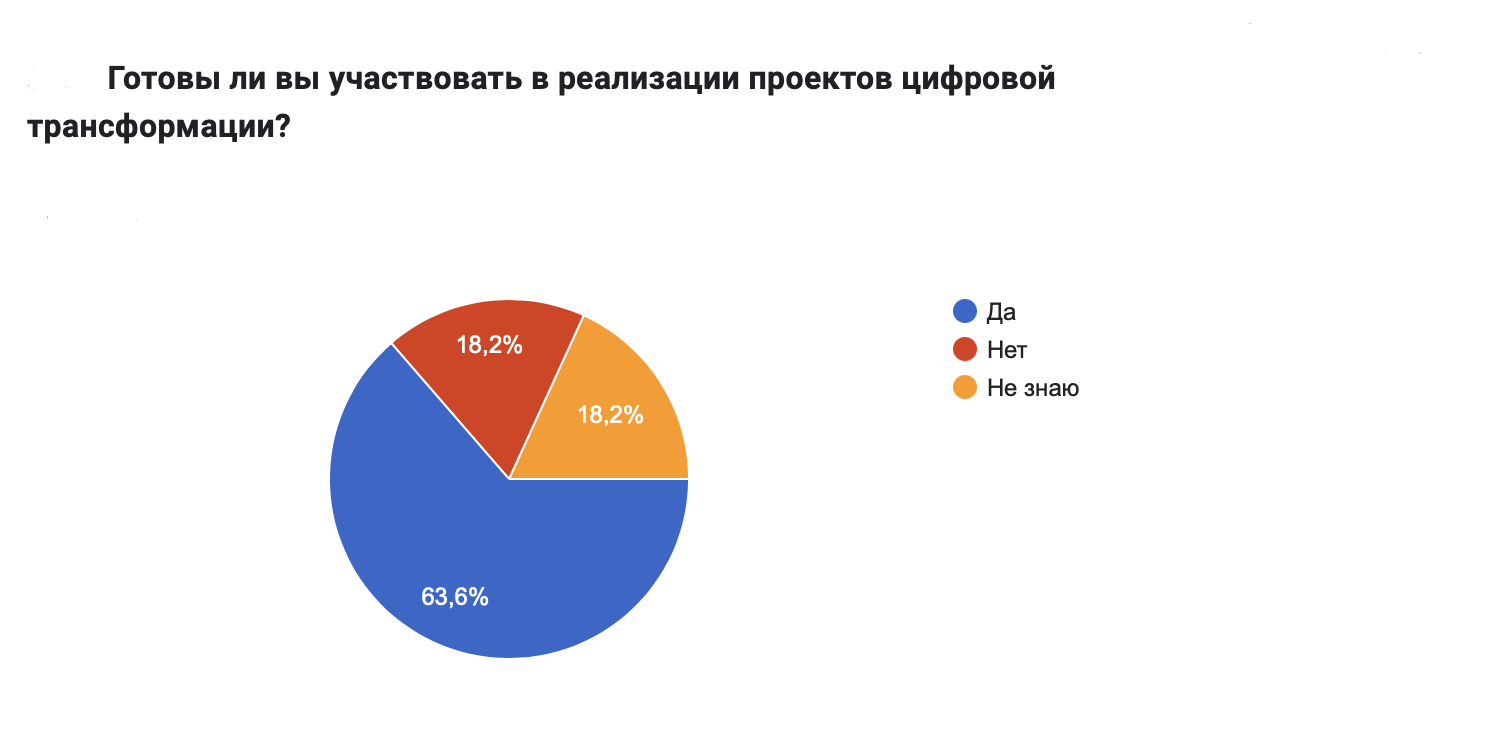 Готовы ли вы участвовать в реализации проектов цифровой
трансформации?
Да
Нет
Не знаю
18,2%
18,2%
63,6%